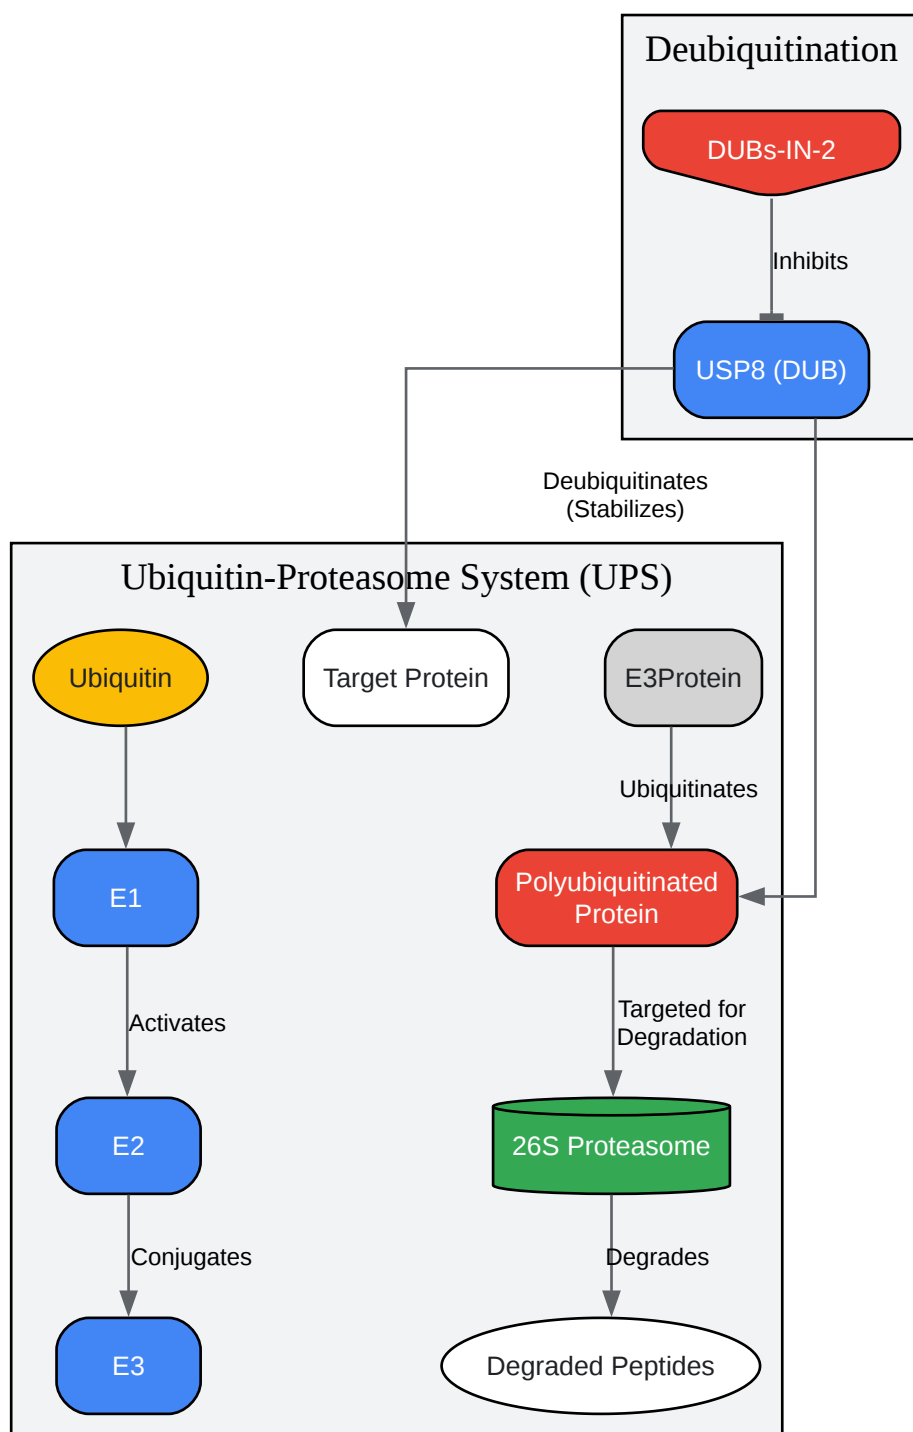 Deubiquitination
DUBs-IN-2
Inhibits
USP8 (DUB)
Deubiquitinates
(Stabilizes)
Ubiquitin-Proteasome System (UPS)
Ubiquitin
Target Protein
E3Protein
Ubiquitinates
E1
Polyubiquitinated
Protein
Activates
Targeted for
Degradation
E2
26S Proteasome
Conjugates
Degrades
E3
Degraded Peptides